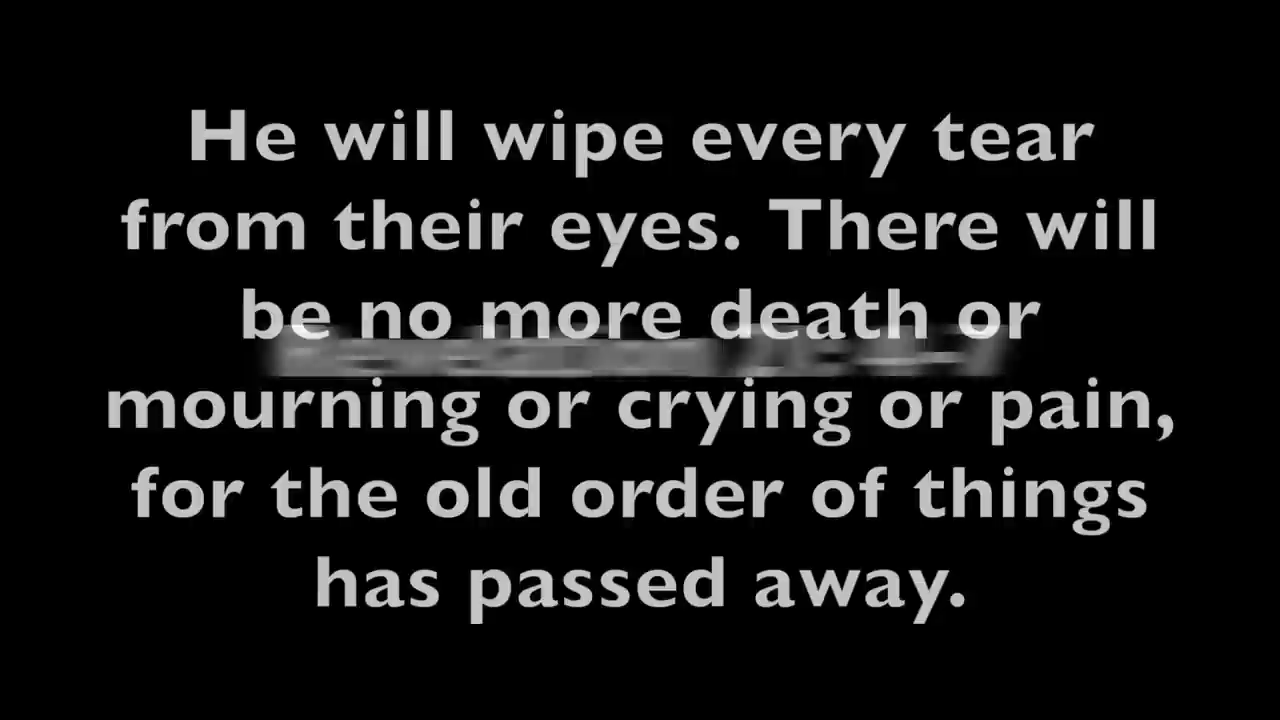 He will wipe every tear
from their eyes. There will
be no more death or
mourning or crying or pain,
for the old order of things
has passed away.